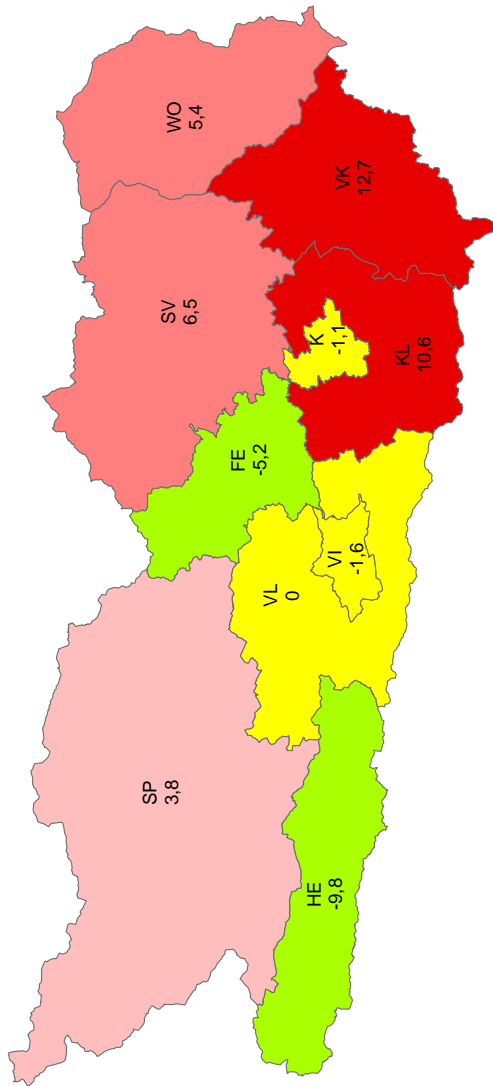 SP
3,8
SV
6,5
WO
5,4
FE
-5,2
VL
0
HE
-9,8
K
-1,1
VI
-1,6
VK
12,7
KL
10,6